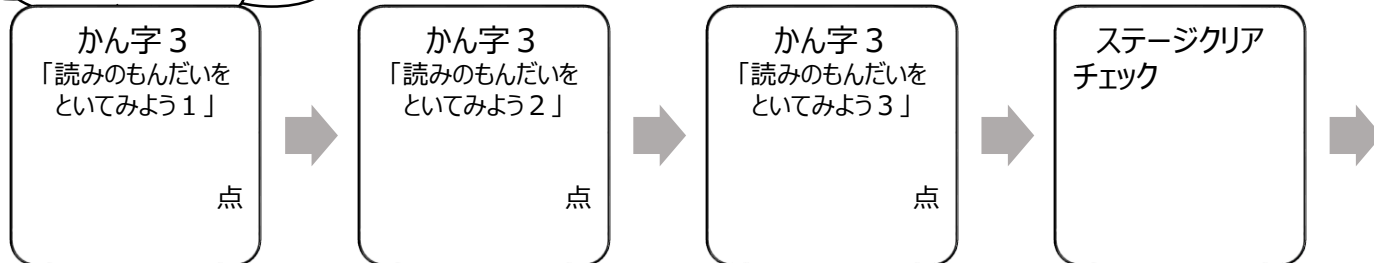 かん字3
「読みのもんだいを
といてみよう1」
点
かん字3
「読みのもんだいを
といてみよう2」
点
かん字3
「読みのもんだいを
といてみよう3」
点
ステージクリア
チェック